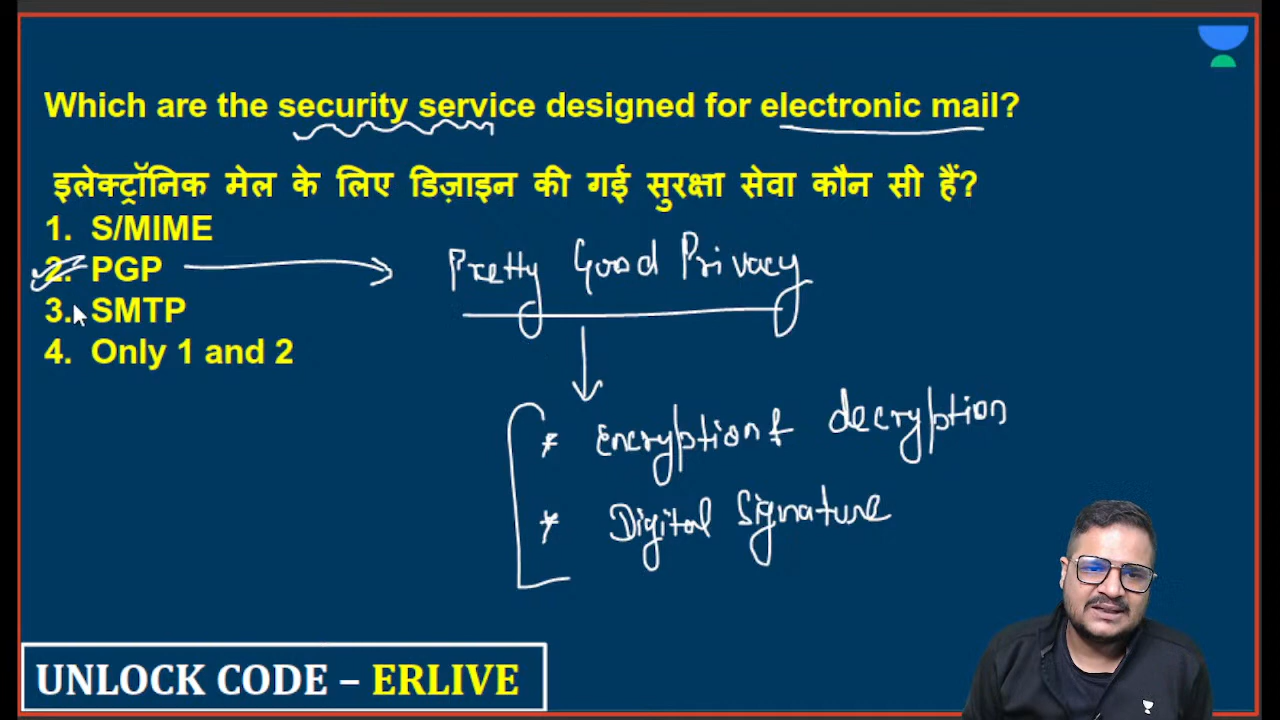 Which are the security service designed for electronic mail?
इलेक्ट्रॉनिक मेल के लिए डिज़ाइन की गई सुरक्षा सेवा कौन सी हैं?
1. S/MIME
2. PGP
Pretty Good Privacy
3. SMTP
4. Only 1 and 2
* Encryption & decryption
* Digital Signature
UNLOCK CODE – ERLIVE